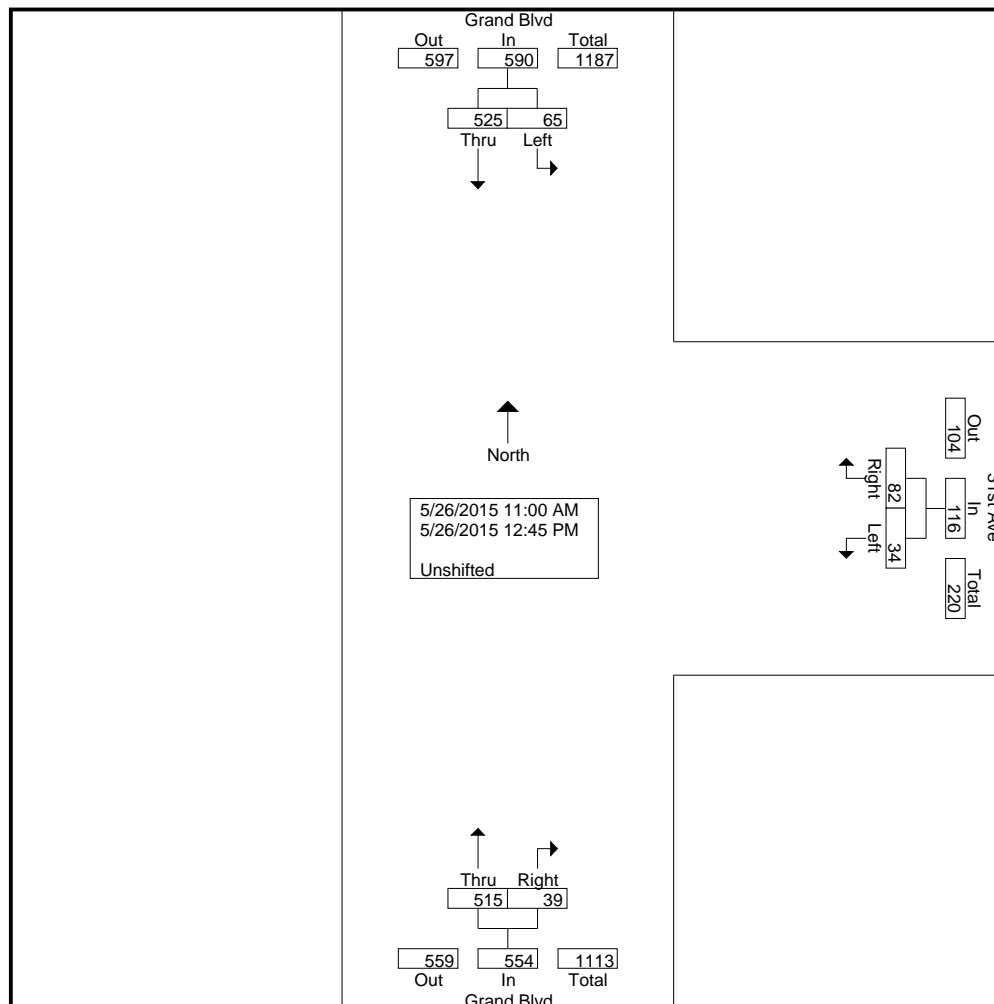 Grand Blvd
Out In Total
597 590 1187
525 65
Thru Left
North
5/26/2015 11:00 AM
5/26/2015 12:45 PM
Unshifted
Out In Total
104 116 220
Right Left
82 34
Ave
Thru Right
515 39
559 554 1113
Out In Total
Grand Blvd